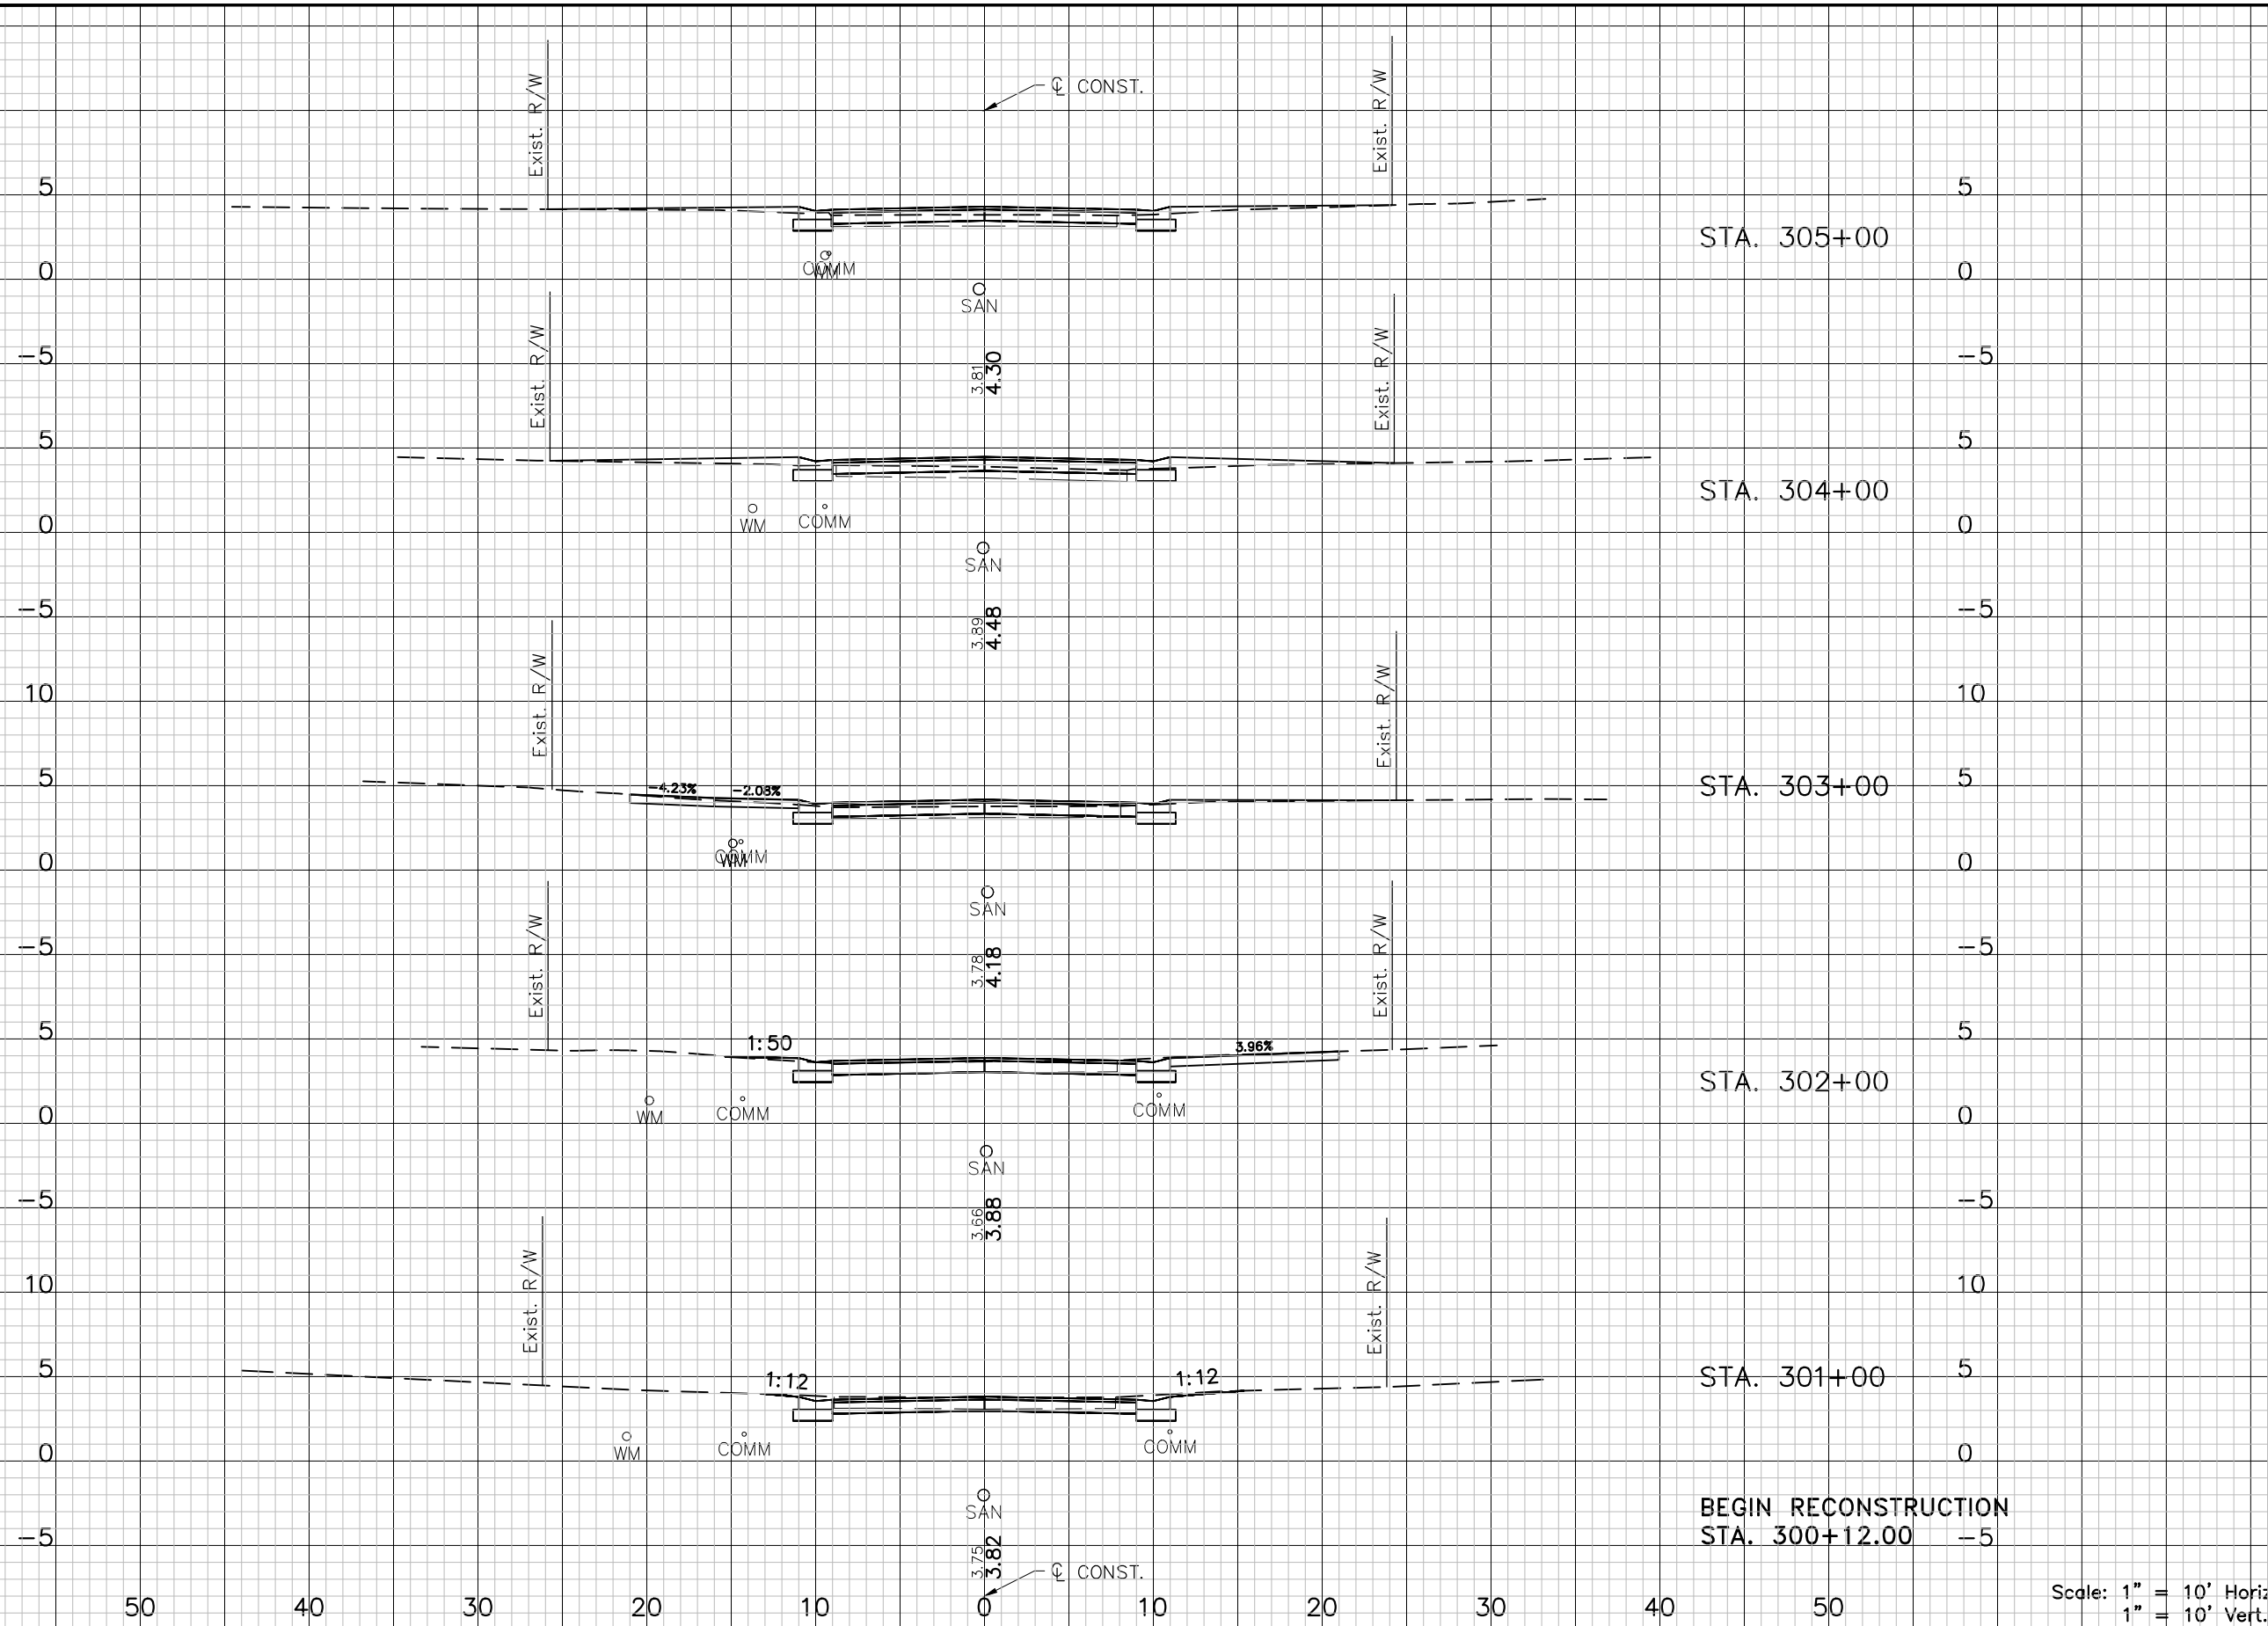 Exist. R/W
℄ CONST.
Exist. R/W
5
5
STA. 305+00
COMM
WM
0
0
SAN
Exist. R/W
Exist. R/W
-5
-5
3.81
4.30
5
5
STA. 304+00
WM
COMM
0
0
SAN
-5
-5
3.89
4.48
Exist. R/W
Exist. R/W
10
10
5
-4.23%
-2.08%
STA. 303+00
5
COMM
WM
0
0
SAN
Exist. R/W
Exist. R/W
-5
-5
3.78
4.18
5
1:50
3.96%
5
STA. 302+00
WM
COMM
COMM
0
0
SAN
-5
-5
3.66
3.88
Exist. R/W
Exist. R/W
10
10
5
1:12
1:12
STA. 301+00
5
WM
COMM
COMM
0
0
SAN
BEGIN RECONSTRUCTION
STA. 300+12.00
-5
-5
3.75
3.82
℄ CONST.
50 40 30 20 10 0 10 20 30 40 50
Scale: 1" = 10' Horiz
1" = 10' Vert.